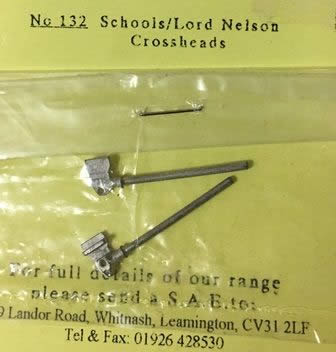 No 132 Schools/Lord Nelson
Crossheads
For full details of our range
please send a S.A.E. to:
9 Landor Road, Whitnash, Leamington, CV31 2LF
Tel & Fax: 01926 428530